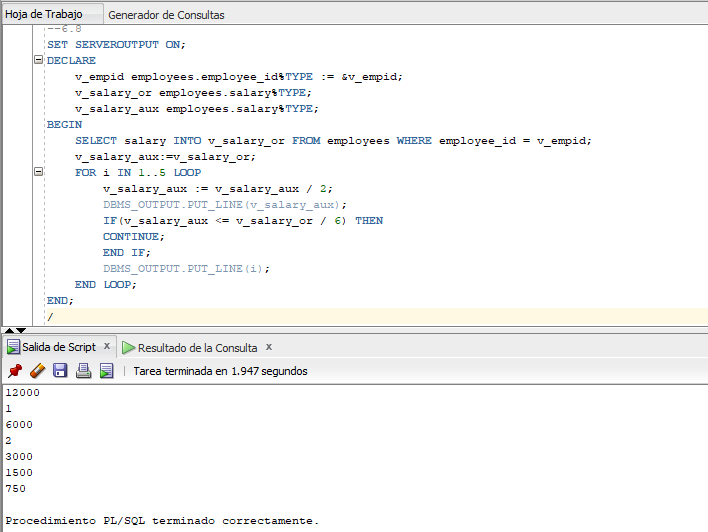 Hoja de Trabajo Generador de Consultas
--6.8
SET SERVEROUTPUT ON;
DECLARE
v_empid employees.employee_id%TYPE := &v_empid;
v_salary_or employees.salary%TYPE;
v_salary_aux employees.salary%TYPE;
BEGIN
SELECT salary INTO v_salary_or FROM employees WHERE employee_id = v_empid;
v_salary_aux:=v_salary_or;
FOR i IN 1..5 LOOP
v_salary_aux := v_salary_aux / 2;
DBMS_OUTPUT.PUT_LINE(v_salary_aux);
IF(v_salary_aux <= v_salary_or / 6) THEN
CONTINUE;
END IF;
DBMS_OUTPUT.PUT_LINE(i);
END LOOP;
END;
/
Salida de Script x Resultado de la Consulta x
Tarea terminada en 1.947 segundos
12000
1
6000
2
3000
1500
750
Procedimiento PL/SQL terminado correctamente.